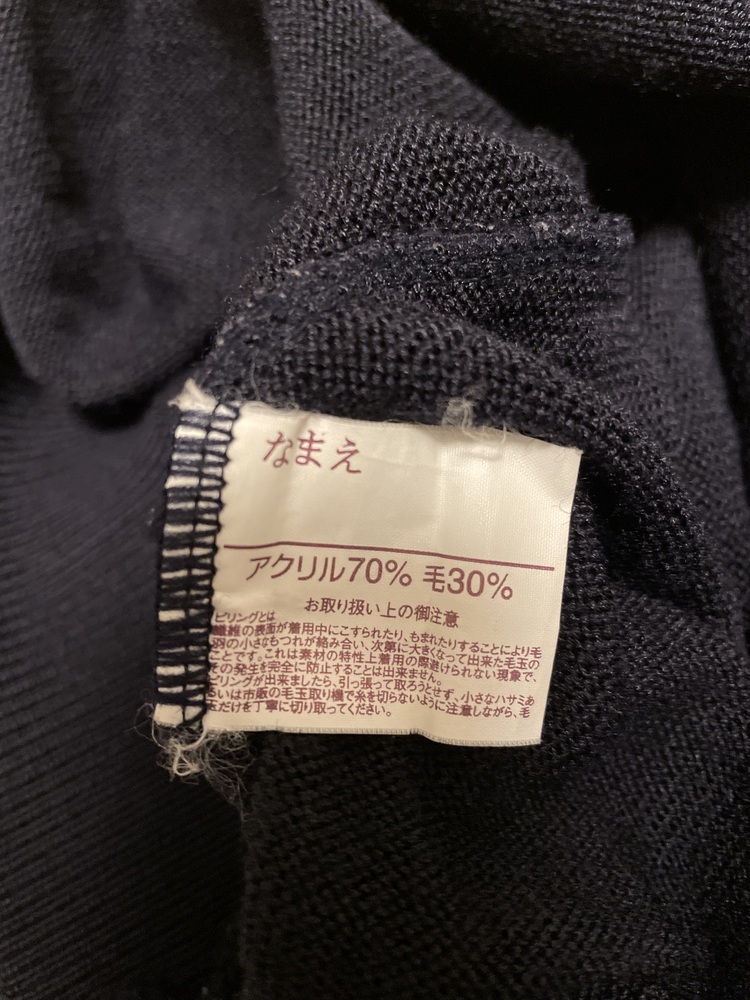 なまえ
アクリル70% 毛30%
お取り扱い上の御注意
ピリングとは
繊維の表面が着用中にこすられたり、もまれたりすることにより毛
羽の小さなもつれが絡み合い、次第に大きくなって出来た毛玉の
ことです。これは素材の特性上着用の際避けられない現象で、
その発生を完全に防止することは出来ません。
ピリングが出来ましたら、引っ張って取ろうとせず、小さなハサミあ
るいは市販の毛玉取り機で糸を切らないように注意しながら、毛
玉だけを丁寧に切り取ってください。